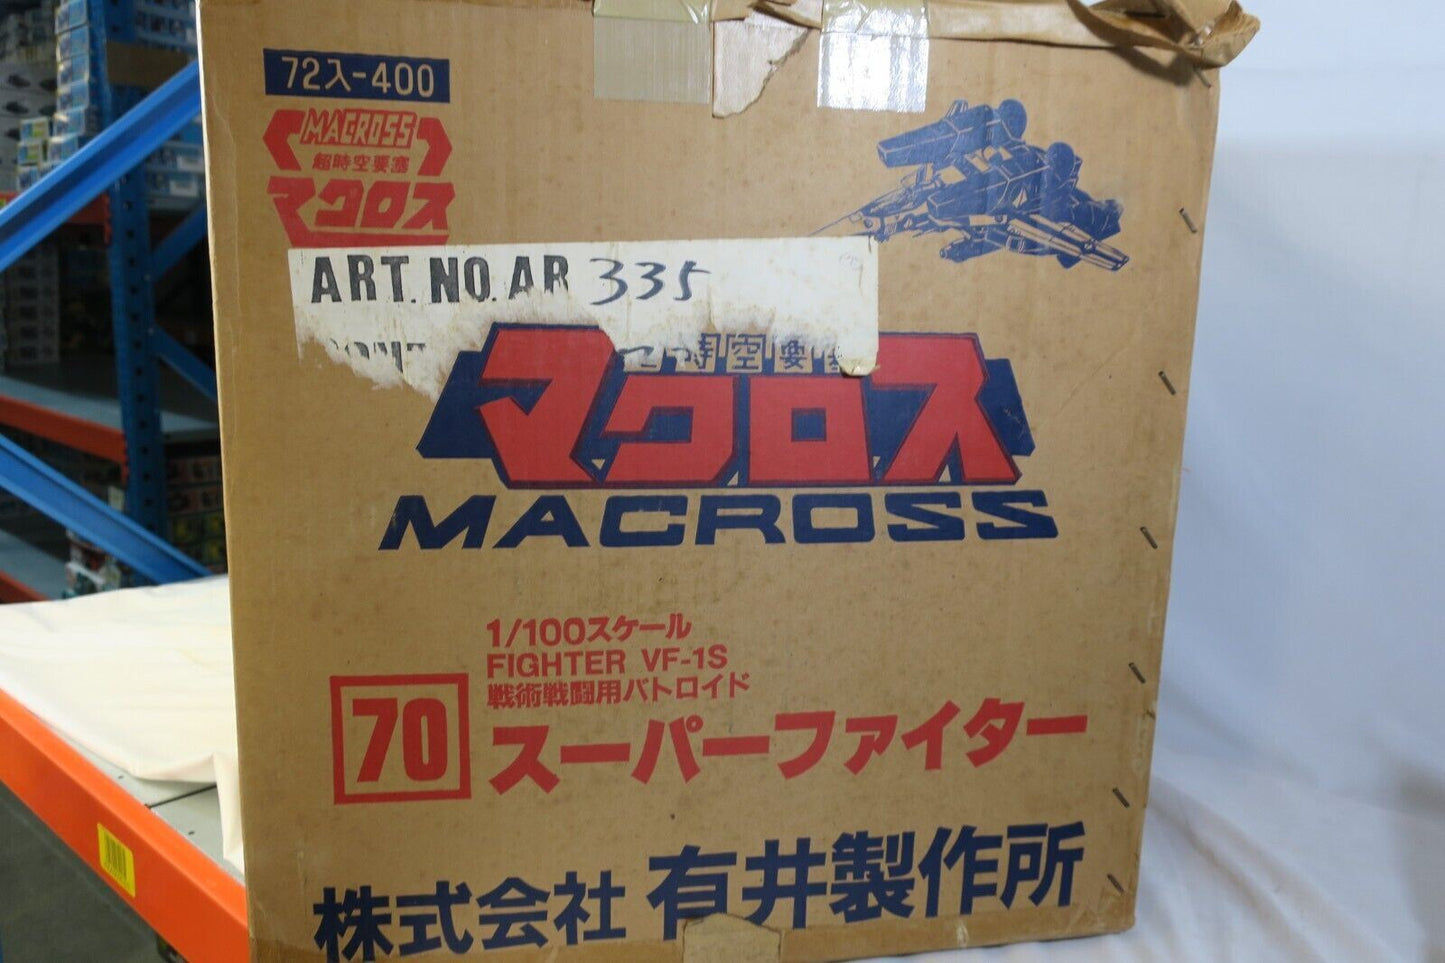 72入-400
MACROSS
超時空要塞
マクロス
ART. NO. AR 335
時空要
マクロス
MACROSS
1/100スケール
FIGHTER VF-1S
戦術戦闘用バトロイド
70 スーパーファイター
株式会社 有井製作所